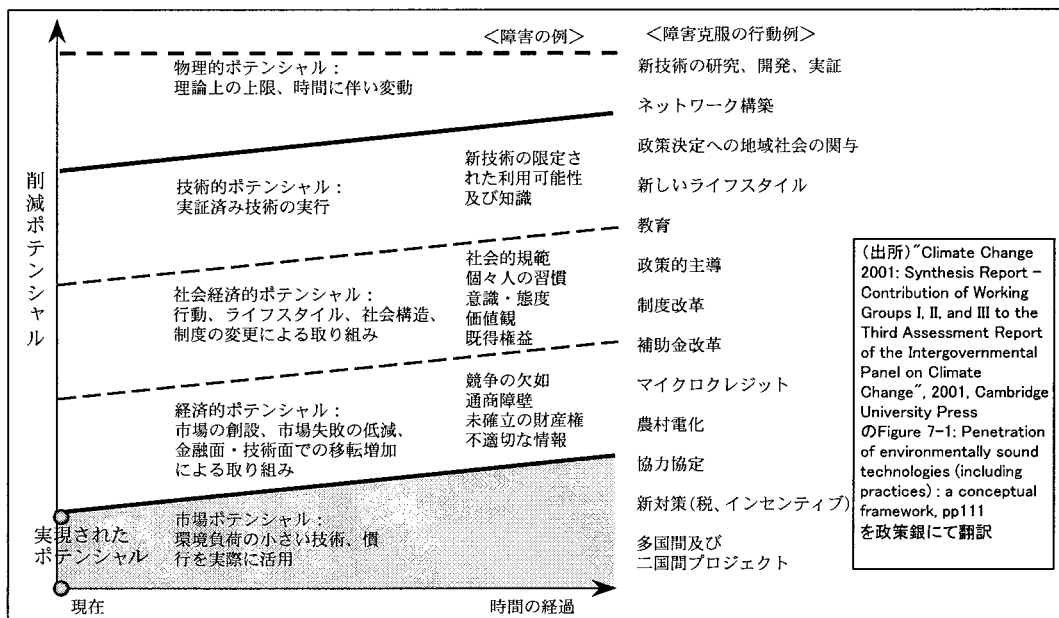 ＜障害の例＞
＜障害克服の行動例＞
削減ポテンシャル
物理的ポテンシャル：
理論上の上限、時間に伴い変動
技術的ポテンシャル：
実証済み技術の実行
新技術の限定さ
れた利用可能性
及び知識
社会経済的ポテンシャル：
行動、ライフスタイル、社会構造、
制度の変更による取り組み
社会的規範
個々人の習慣
意識・態度
価値観
既得権益
経済的ポテンシャル：
市場の創設、市場失敗の低減、
金融面・技術面での移転増加
による取り組み
競争の欠如
通商障壁
未確立の財産権
不適切な情報
市場ポテンシャル：
環境負荷の小さい技術、慣
行を実際に活用
実現された
ポテンシャル
現在
時間の経過
新技術の研究、開発、実証
ネットワーク構築
政策決定への地域社会の関与
新しいライフスタイル
教育
政策的主導
制度改革
補助金改革
マイクロクレジット
農村電化
協力協定
新対策(税、インセンティブ)
多国間及び
二国間プロジェクト
(出所)"Climate Change
2001: Synthesis Report -
Contribution of Working
Groups I, II, and III to the
Third Assessment Report
of the Intergovernmental
Panel on Climate
Change", 2001, Cambridge
University Press
のFigure 7-1: Penetration
of environmentally sound
technologies (including
practices) : a conceptual
framework, pp111
を政策銀にて翻訳